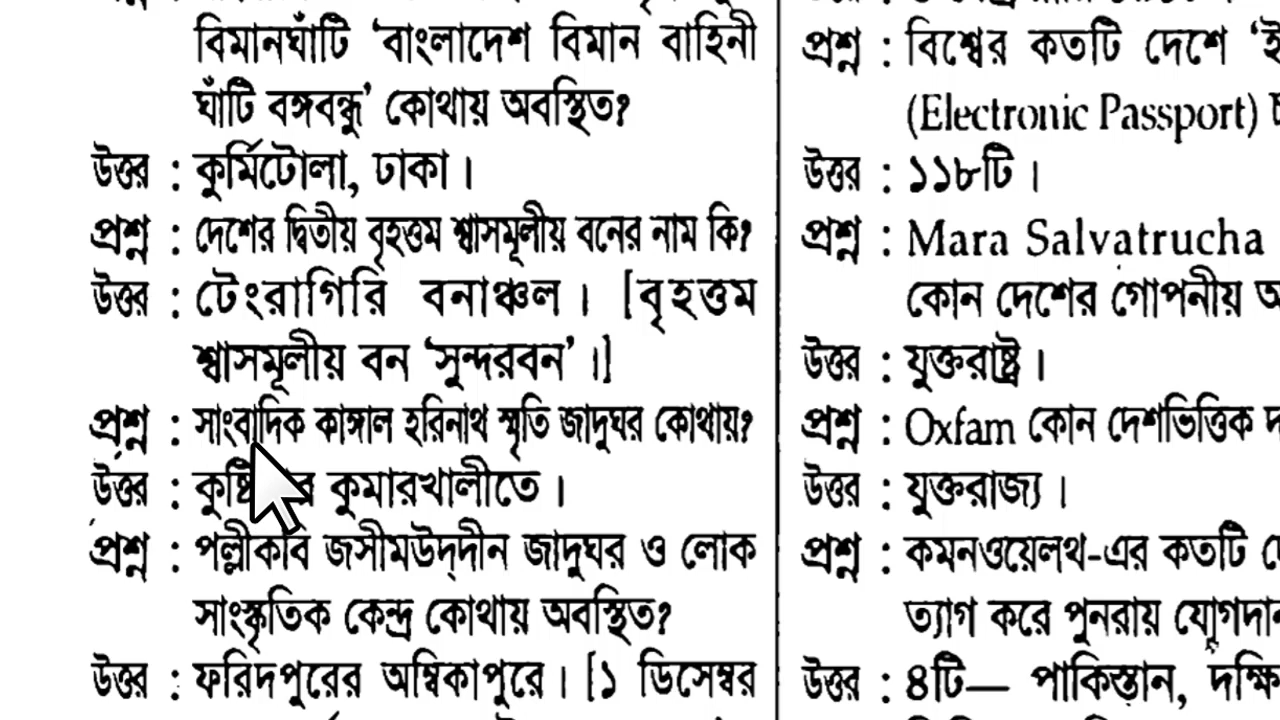 বিমানঘাঁটি ‘বাংলাদেশ বিমান বাহিনী
ঘাঁটি বঙ্গবন্ধু’ কোথায় অবস্থিত?
উত্তর : কুর্মিটোলা, ঢাকা।
প্রশ্ন : দেশের দ্বিতীয় বৃহত্তম শ্বাসমূলীয় বনের নাম কি?
উত্তর : টেংরাগিরি বনাঞ্চল। [বৃহত্তম
শ্বাসমূলীয় বন ‘সুন্দরবন’।]
প্রশ্ন : সাংবাদিক কাঙ্গাল হরিনাথ স্মৃতি জাদুঘর কোথায়?
উত্তর : কুমারখালীতে।
প্রশ্ন : পল্লীকবি জসীমউদ্‌দীন জাদুঘর ও লোক
সাংস্কৃতিক কেন্দ্র কোথায় অবস্থিত?
উত্তর : ফরিদপুরের অম্বিকাপুরে। [১ ডিসেম্বর
প্রশ্ন : বিশ্বের কতটি দেশে
(Electronic Passport)
উত্তর : ১১৮টি।
প্রশ্ন : Mara Salvatrucha
কোন দেশের গোপনীয়
উত্তর : যুক্তরাষ্ট্র।
প্রশ্ন : Oxfam কোন দেশভিত্তিক
উত্তর : যুক্তরাজ্য।
প্রশ্ন : কমনওয়েলথ-এর কতটি
ত্যাগ করে পুনরায়
উত্তর : ৪টি— পাকিস্তান,